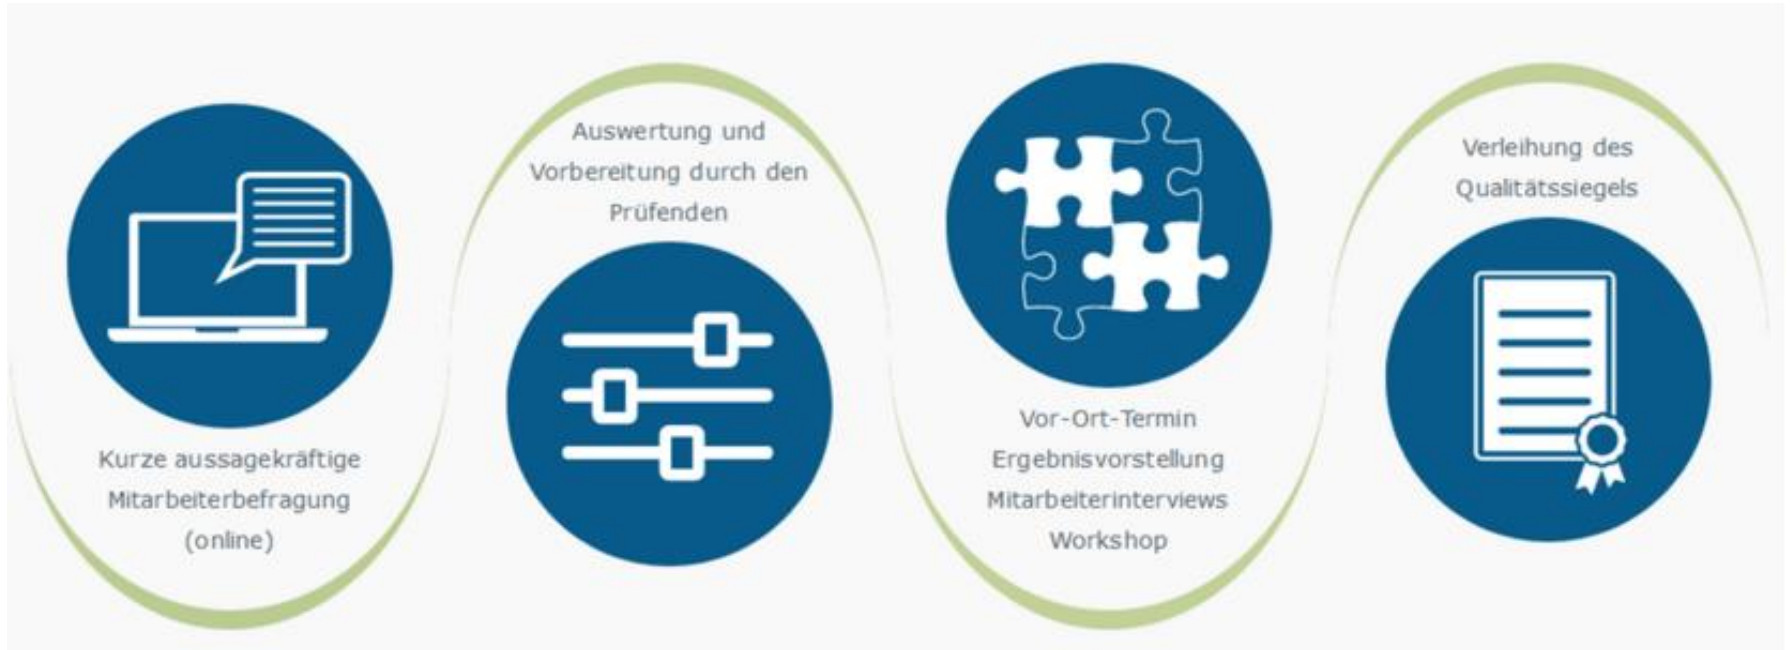 Kurze aussagekräftige
Mitarbeiterbefragung
(online)
Auswertung und
Vorbereitung durch den
Prüfenden
Vor-Ort-Termin
Ergebnisvorstellung
Mitarbeiterinterviews
Workshop
Verleihung des
Qualitätssiegels